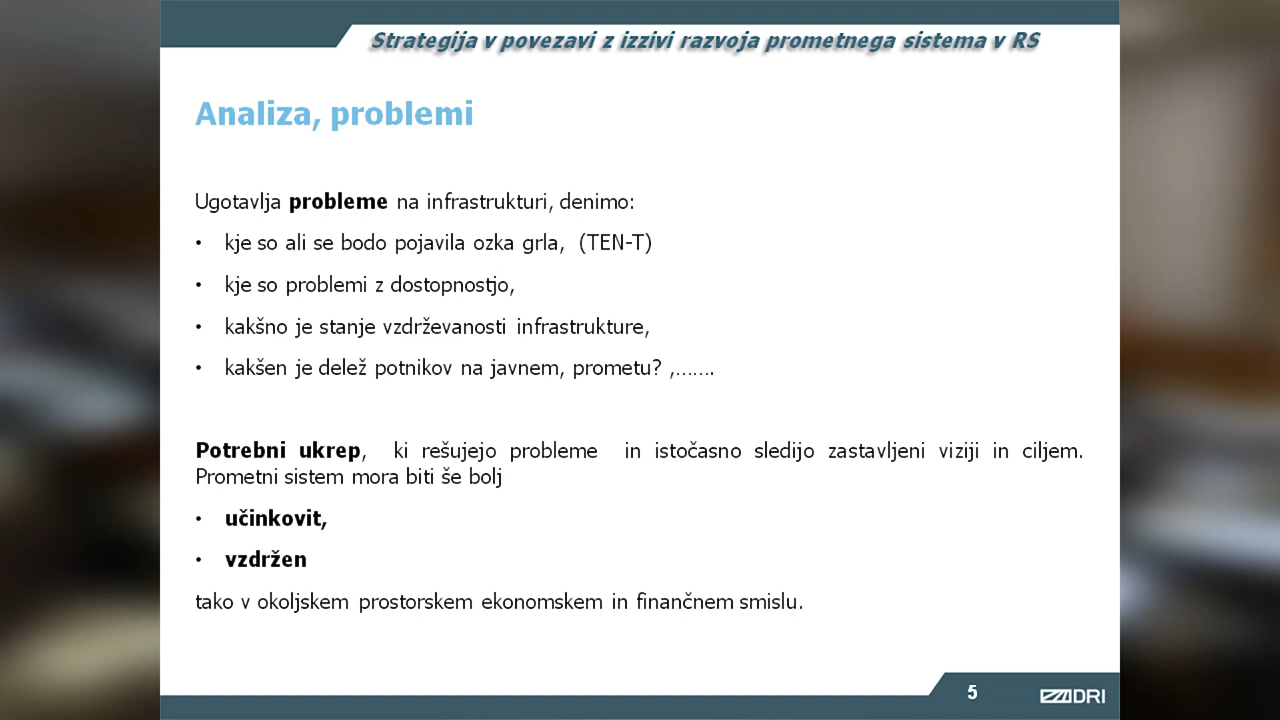 Strategija v povezavi z izzivi razvoja prometnega sistema v RS
Analiza, problemi
Ugotavlja probleme na infrastrukturi, denimo:
• kje so ali se bodo pojavila ozka grla, (TEN-T)
• kje so problemi z dostopnostjo,
• kakšno je stanje vzdrževanosti infrastrukture,
• kakšen je delež potnikov na javnem, prometu? ,…….
Potrebni ukrep, ki rešujejo probleme in istočasno sledijo zastavljeni viziji in ciljem.
Prometni sistem mora biti še bolj
• učinkovit,
• vzdržen
tako v okoljskem prostorskem ekonomskem in finančnem smislu.
5
DRI